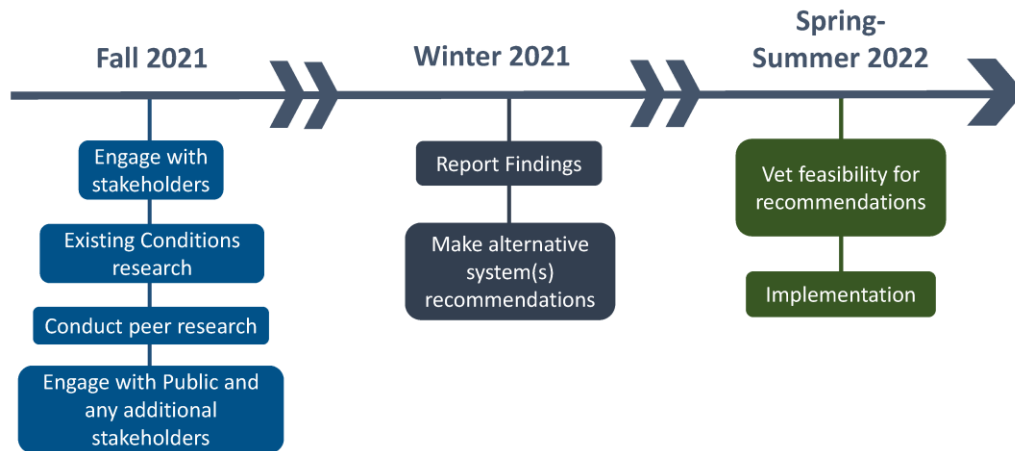 Fall 2021
Engage with
stakeholders
Existing Conditions
research
Conduct peer research
Engage with Public and
any additional
stakeholders
Winter 2021
Report Findings
Make alternative
system(s)
recommendations
Spring-
Summer 2022
Vet feasibility for
recommendations
Implementation